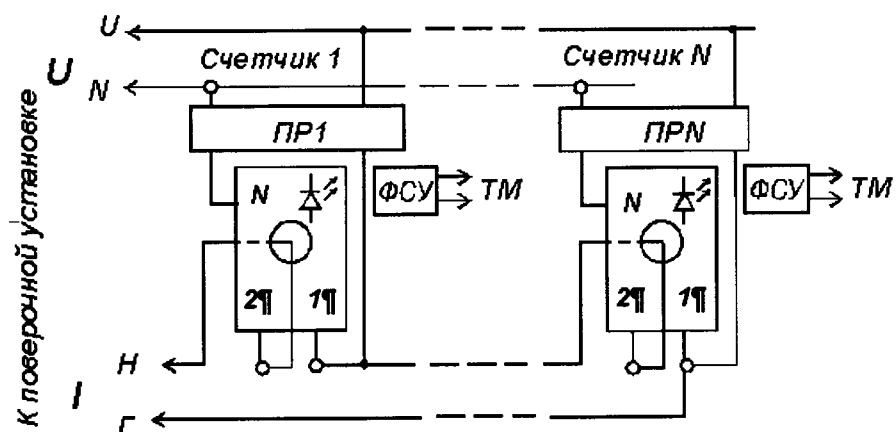 U
Счетчик 1
Счетчик N
U
N
ПР1
ПРN
К поверочной установке
N
ФСУ
ТМ
N
ФСУ
ТМ
2¶
1¶
2¶
1¶
Н
I
Г